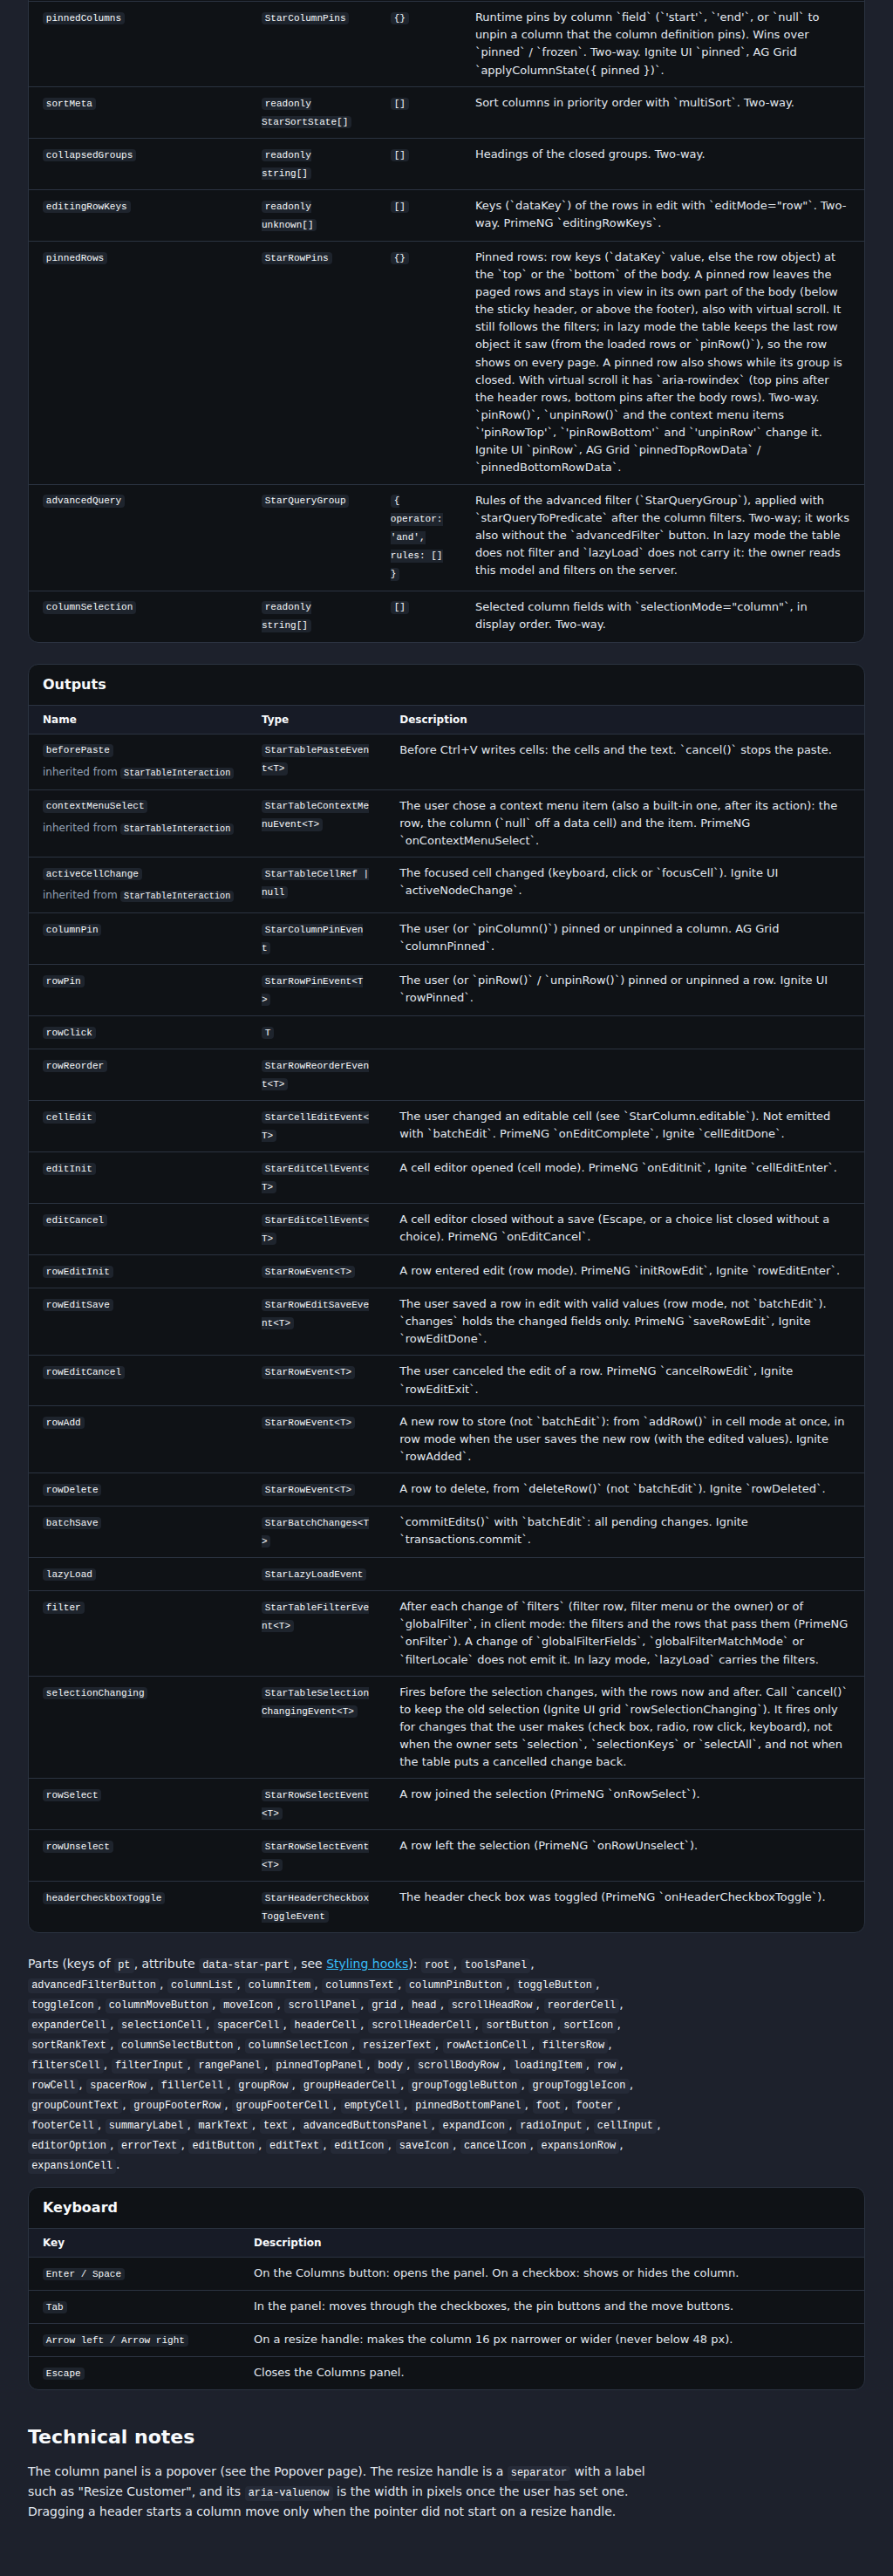 pinnedColumns StarColumnPins {} Runtime pins by column `field` (`'start'`, `'end'`, or `null` to
unpin a column that the column definition pins). Wins over
`pinned` / `frozen`. Two-way. Ignite UI `pinned`, AG Grid
`applyColumnState({ pinned })`.
sortMeta readonly [] Sort columns in priority order with `multiSort`. Two-way.
StarSortState[]
collapsedGroups readonly [] Headings of the closed groups. Two-way.
string[]
editingRowKeys readonly [] Keys (`dataKey`) of the rows in edit with `editMode="row"`. Two-
unknown[] way. PrimeNG `editingRowKeys`.
pinnedRows StarRowPins {} Pinned rows: row keys (`dataKey` value, else the row object) at
the `top` or the `bottom` of the body. A pinned row leaves the
paged rows and stays in view in its own part of the body (below
the sticky header, or above the footer), also with virtual scroll. It
still follows the filters; in lazy mode the table keeps the last row
object it saw (from the loaded rows or `pinRow()`), so the row
shows on every page. A pinned row also shows while its group is
closed. With virtual scroll it has `aria-rowindex` (top pins after
the header rows, bottom pins after the body rows). Two-way.
`pinRow()`, `unpinRow()` and the context menu items
`'pinRowTop'`, `'pinRowBottom'` and `'unpinRow'` change it.
Ignite UI `pinRow`, AG Grid `pinnedTopRowData` /
`pinnedBottomRowData`.
advancedQuery StarQueryGroup { Rules of the advanced filter (`StarQueryGroup`), applied with
operator: `starQueryToPredicate` after the column filters. Two-way; it works
'and', also without the `advancedFilter` button. In lazy mode the table
rules: [] does not filter and `lazyLoad` does not carry it: the owner reads
} this model and filters on the server.
columnSelection readonly [] Selected column fields with `selectionMode="column"`, in
string[] display order. Two-way.
Outputs
Name Type Description
beforePaste StarTablePasteEven Before Ctrl+V writes cells: the cells and the text. `cancel()` stops the paste.
t<T>
inherited from StarTableInteraction
contextMenuSelect StarTableContextMe The user chose a context menu item (also a built-in one, after its action): the
nuEvent<T> row, the column (`null` off a data cell) and the item. PrimeNG
inherited from StarTableInteraction `onContextMenuSelect`.
activeCellChange StarTableCellRef | The focused cell changed (keyboard, click or `focusCell`). Ignite UI
null `activeNodeChange`.
inherited from StarTableInteraction
columnPin StarColumnPinEven The user (or `pinColumn()`) pinned or unpinned a column. AG Grid
t `columnPinned`.
rowPin StarRowPinEvent<T The user (or `pinRow()` / `unpinRow()`) pinned or unpinned a row. Ignite UI
> `rowPinned`.
rowClick T
rowReorder StarRowReorderEven
t<T>
cellEdit StarCellEditEvent< The user changed an editable cell (see `StarColumn.editable`). Not emitted
T> with `batchEdit`. PrimeNG `onEditComplete`, Ignite `cellEditDone`.
editInit StarEditCellEvent< A cell editor opened (cell mode). PrimeNG `onEditInit`, Ignite `cellEditEnter`.
T>
editCancel StarEditCellEvent< A cell editor closed without a save (Escape, or a choice list closed without a
T> choice). PrimeNG `onEditCancel`.
rowEditInit StarRowEvent<T> A row entered edit (row mode). PrimeNG `initRowEdit`, Ignite `rowEditEnter`.
rowEditSave StarRowEditSaveEve The user saved a row in edit with valid values (row mode, not `batchEdit`).
nt<T> `changes` holds the changed fields only. PrimeNG `saveRowEdit`, Ignite
`rowEditDone`.
rowEditCancel StarRowEvent<T> The user canceled the edit of a row. PrimeNG `cancelRowEdit`, Ignite
`rowEditExit`.
rowAdd StarRowEvent<T> A new row to store (not `batchEdit`): from `addRow()` in cell mode at once, in
row mode when the user saves the new row (with the edited values). Ignite
`rowAdded`.
rowDelete StarRowEvent<T> A row to delete, from `deleteRow()` (not `batchEdit`). Ignite `rowDeleted`.
batchSave StarBatchChanges<T `commitEdits()` with `batchEdit`: all pending changes. Ignite
> `transactions.commit`.
lazyLoad StarLazyLoadEvent
filter StarTableFilterEve After each change of `filters` (filter row, filter menu or the owner) or of
nt<T> `globalFilter`, in client mode: the filters and the rows that pass them (PrimeNG
`onFilter`). A change of `globalFilterFields`, `globalFilterMatchMode` or
`filterLocale` does not emit it. In lazy mode, `lazyLoad` carries the filters.
selectionChanging StarTableSelection Fires before the selection changes, with the rows now and after. Call `cancel()`
ChangingEvent<T> to keep the old selection (Ignite UI grid `rowSelectionChanging`). It fires only
for changes that the user makes (check box, radio, row click, keyboard), not
when the owner sets `selection`, `selectionKeys` or `selectAll`, and not when
the table puts a cancelled change back.
rowSelect StarRowSelectEvent A row joined the selection (PrimeNG `onRowSelect`).
<T>
rowUnselect StarRowSelectEvent A row left the selection (PrimeNG `onRowUnselect`).
<T>
headerCheckboxToggle StarHeaderCheckbox The header check box was toggled (PrimeNG `onHeaderCheckboxToggle`).
ToggleEvent
Parts (keys of pt, attribute data-star-part, see Styling hooks): root, toolsPanel,
advancedFilterButton, columnList, columnItem, columnsText, columnPinButton, toggleButton,
toggleIcon, columnMoveButton, moveIcon, scrollPanel, grid, head, scrollHeadRow, reorderCell,
expanderCell, selectionCell, spacerCell, headerCell, scrollHeaderCell, sortButton, sortIcon,
sortRankText, columnSelectButton, columnSelectIcon, resizerText, rowActionCell, filtersRow,
filtersCell, filterInput, rangePanel, pinnedTopPanel, body, scrollBodyRow, loadingItem, row,
rowCell, spacerRow, fillerCell, groupRow, groupHeaderCell, groupToggleButton, groupToggleIcon,
groupCountText, groupFooterRow, groupFooterCell, emptyCell, pinnedBottomPanel, foot, footer,
footerCell, summaryLabel, markText, text, advancedButtonsPanel, expandIcon, radioInput, cellInput,
editorOption, errorText, editButton, editText, editIcon, saveIcon, cancelIcon, expansionRow,
expansionCell.
Keyboard
Key Description
Enter / Space On the Columns button: opens the panel. On a checkbox: shows or hides the column.
Tab In the panel: moves through the checkboxes, the pin buttons and the move buttons.
Arrow left / Arrow right On a resize handle: makes the column 16 px narrower or wider (never below 48 px).
Escape Closes the Columns panel.
Technical notes
The column panel is a popover (see the Popover page). The resize handle is a separator with a label
such as "Resize Customer", and its aria-valuenow is the width in pixels once the user has set one.
Dragging a header starts a column move only when the pointer did not start on a resize handle.